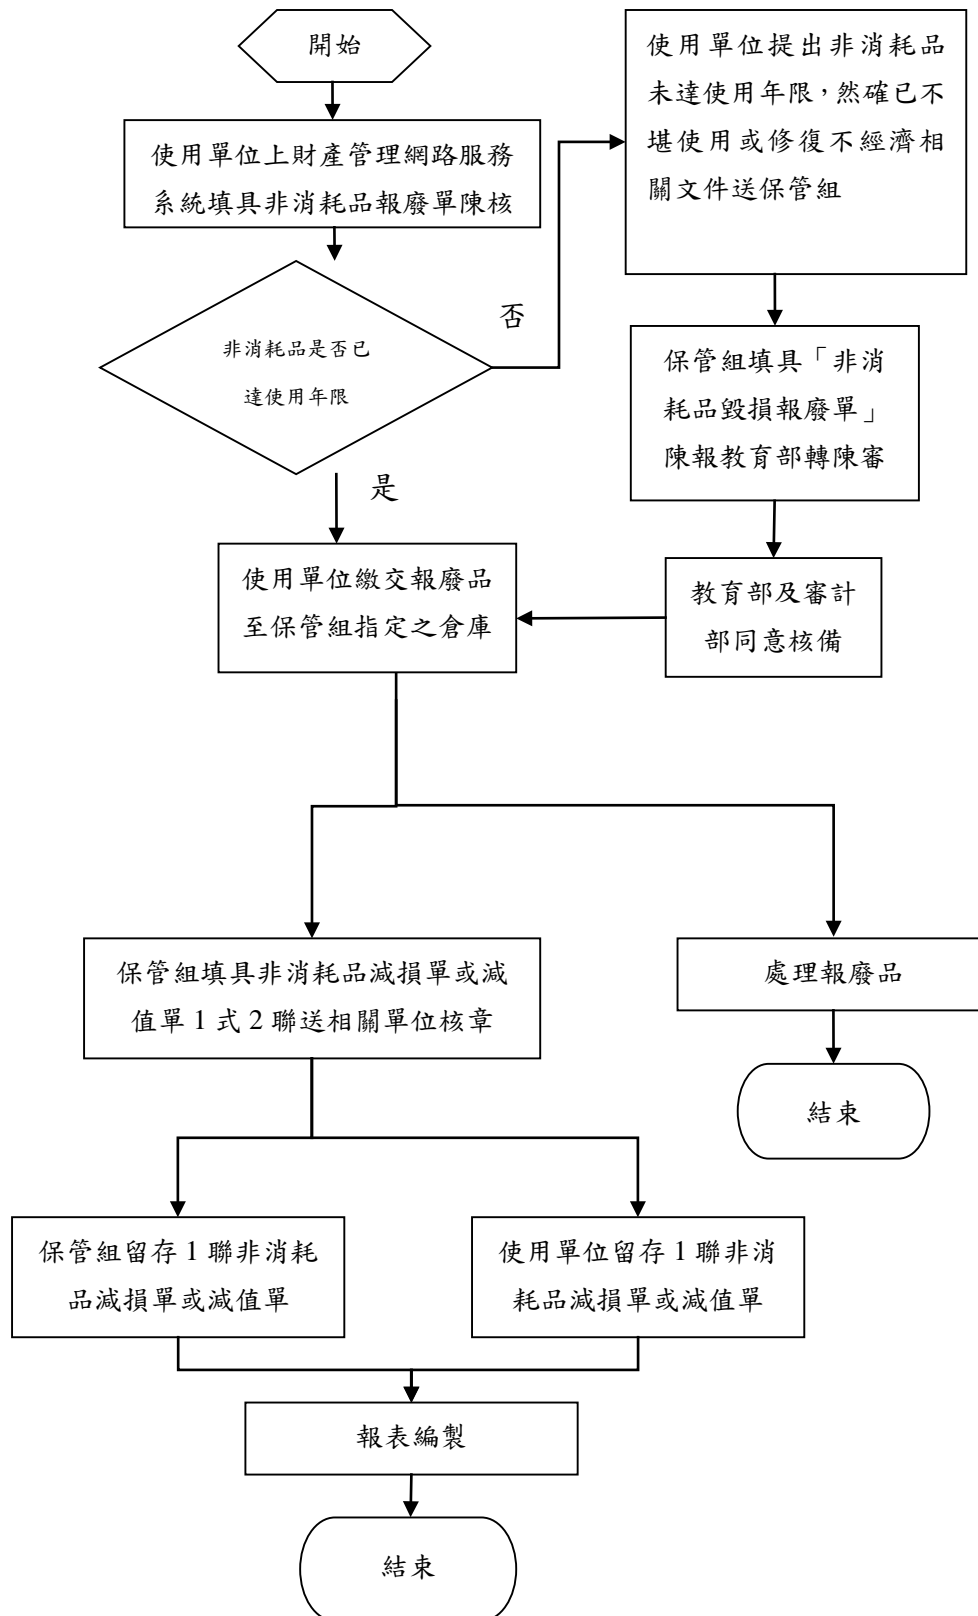 開始
使用單位上財產管理網路服務
系統填具非消耗品報廢單陳核
非消耗品是否已
達使用年限
否
是
使用單位提出非消耗品
未達使用年限，然確已不
堪使用或修復不經濟相
關文件送保管組
保管組填具「非消
耗品毀損報廢單」
陳報教育部轉陳審
教育部及審計
部同意核備
使用單位繳交報廢品
至保管組指定之倉庫
保管組填具非消耗品減損單或減
值單 1 式 2 聯送相關單位核章
處理報廢品
結束
保管組留存 1 聯非消耗
品減損單或減值單
使用單位留存 1 聯非消
耗品減損單或減值單
報表編製
結束